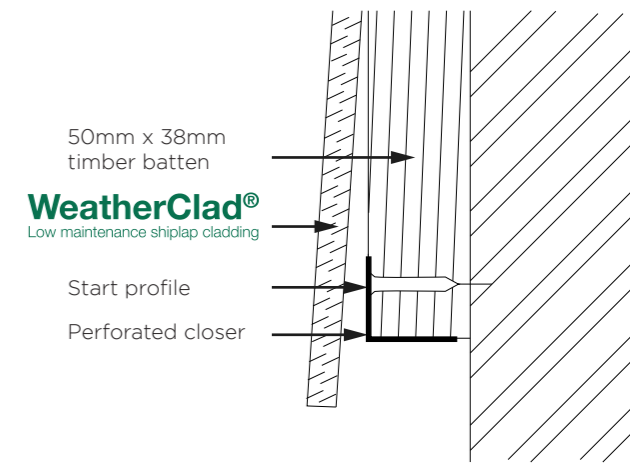 50mm x 38mm
timber batten
WeatherClad®
Low maintenance shiplap cladding
Start profile
Perforated closer